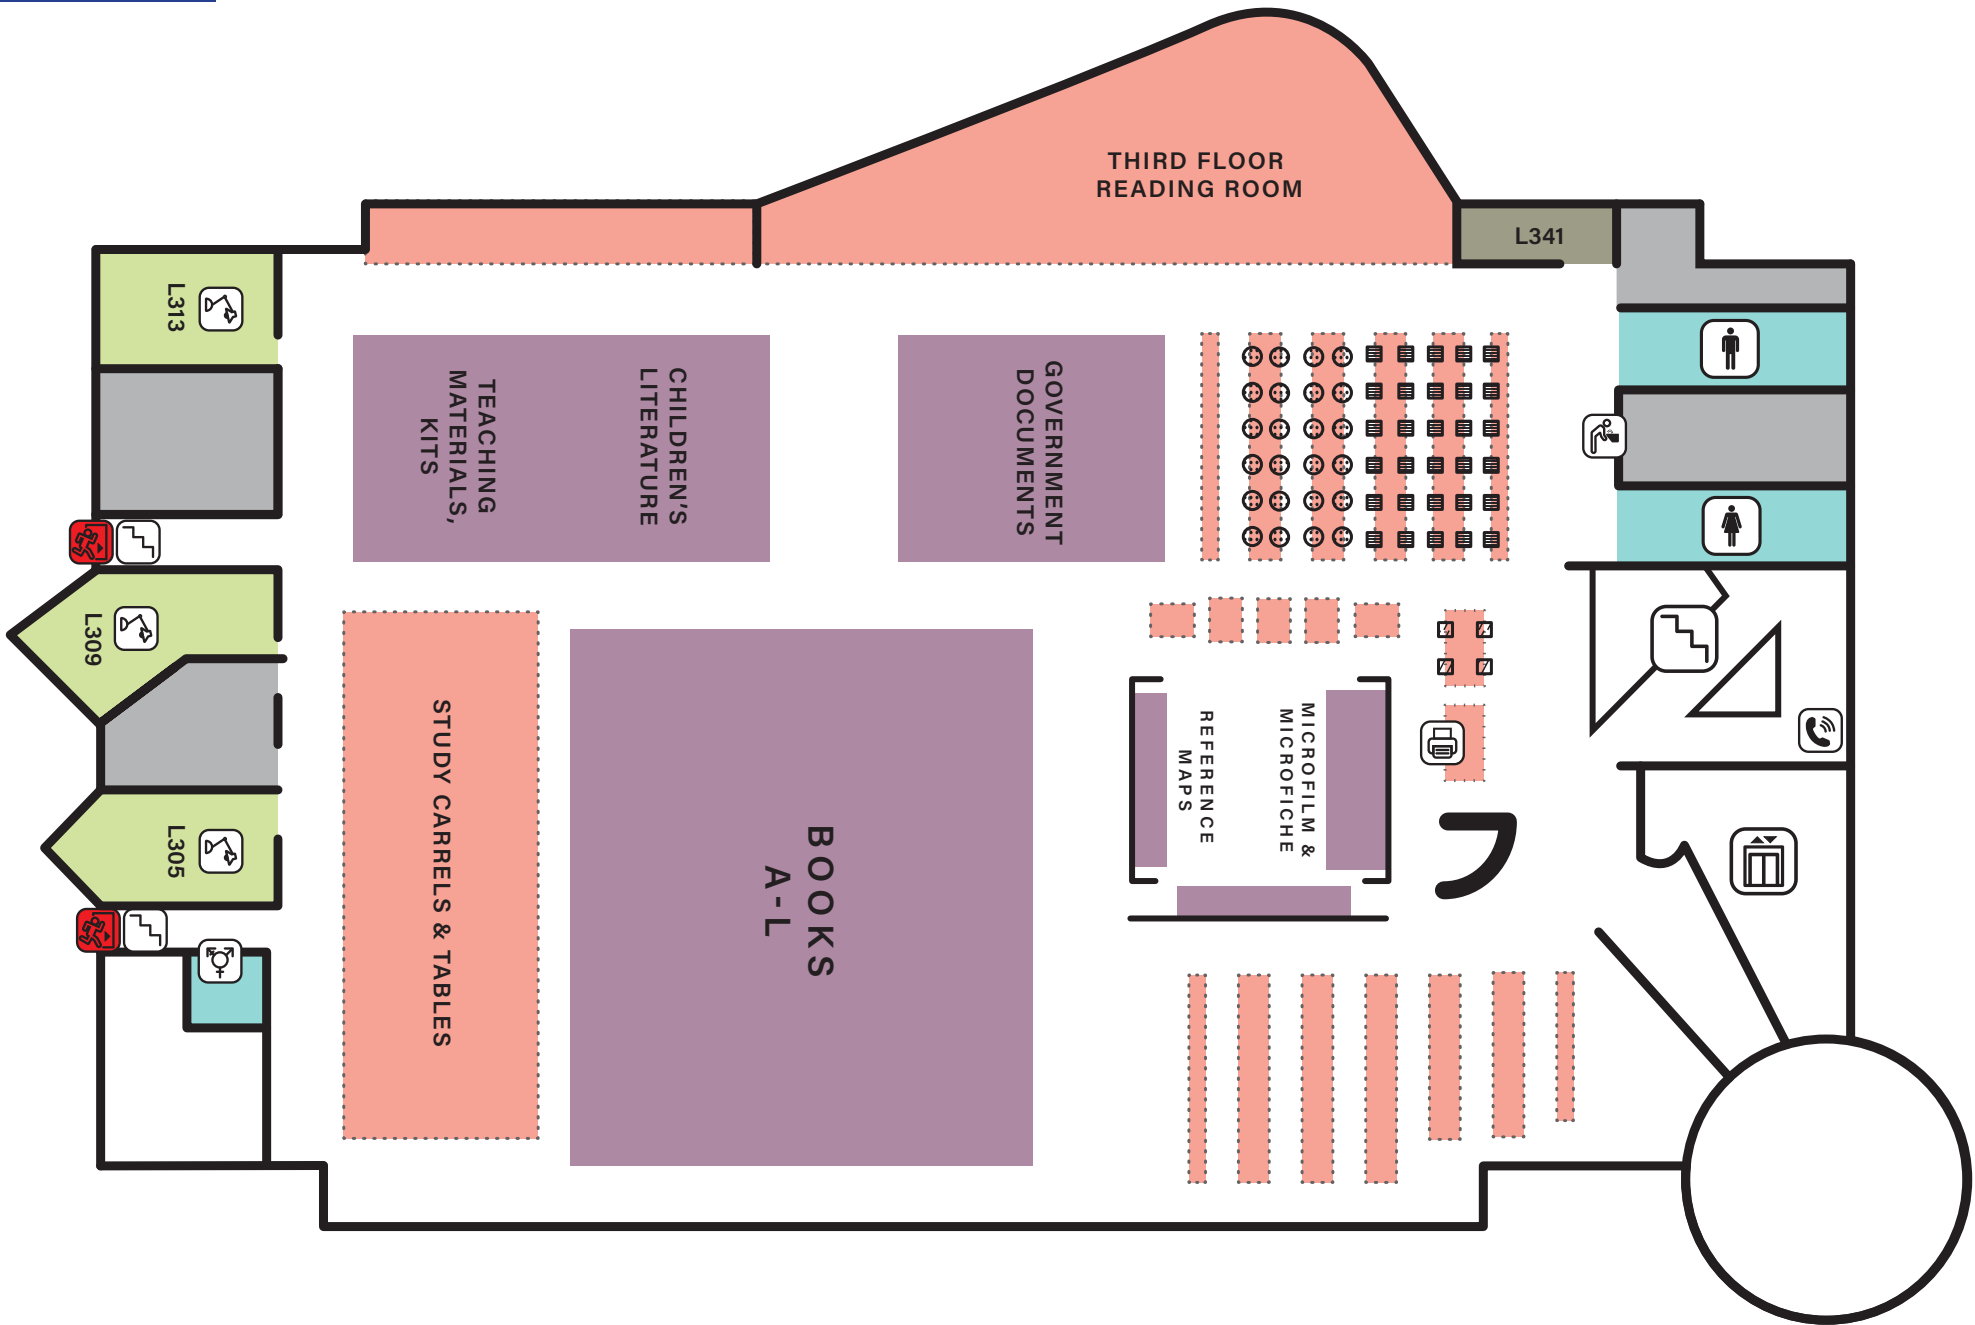 THIRD FLOOR
READING ROOM
L341
L313
TEACHING
MATERIALS,
KITS
CHILDREN'S
LITERATURE
GOVERNMENT
DOCUMENTS
L309
STUDY CARRELS & TABLES
BOOKS
A-L
REFERENCE
MAPS
MICROFILM &
MICROFICHE
L305